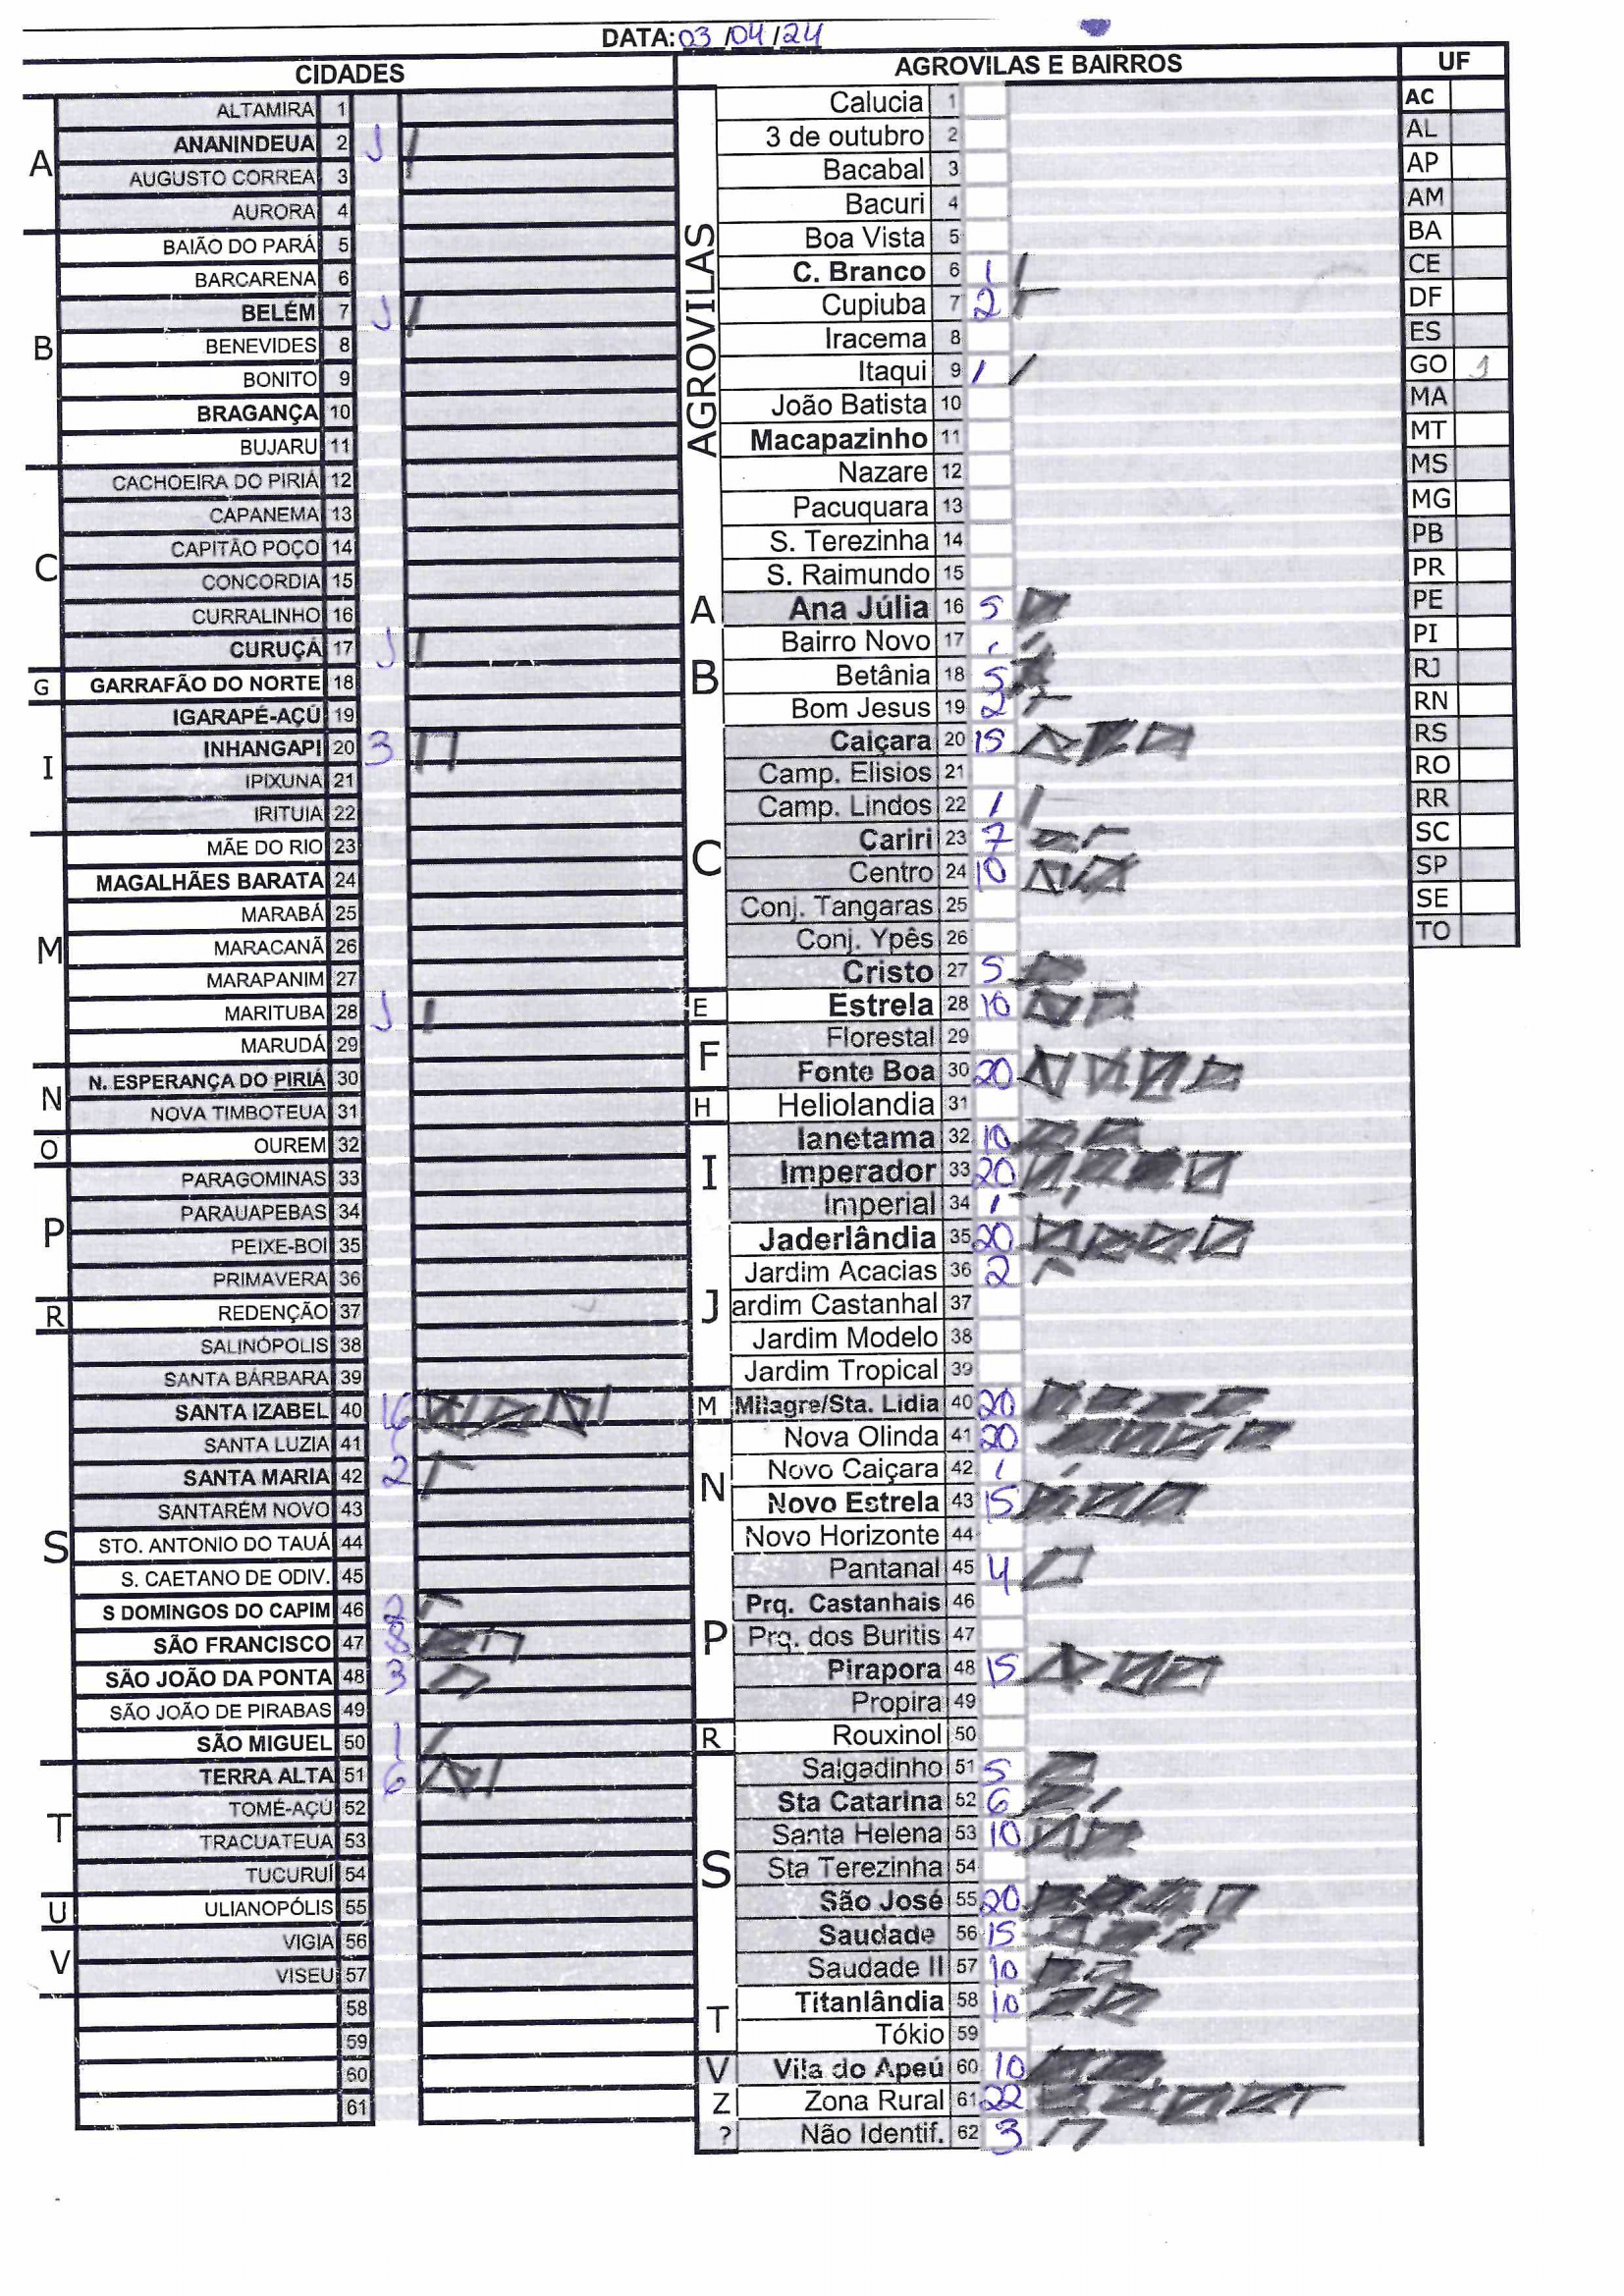 DATA: 03/04/24
CIDADES
A
ALTAMIRA 1
ANANINDEUA 2 1
AUGUSTO CORREA 3
AURORA 4
B
BAIÃO DO PARÁ 5
BARCARENA 6
BELÉM 7 1
BENEVIDES 8
BONITO 9
BRAGANÇA 10
BUJARU 11
C
CACHOEIRA DO PIRIÁ 12
CAPANEMA 13
CAPITÃO POÇO 14
CONCORDIA 15
CURRALINHO 16
CURUÇÁ 17 1
G
GARRAFÃO DO NORTE 18
I
IGARAPÉ-AÇÚ 19
INHANGAPI 20 3
IPIXUNA 21
IRITUIA 22
M
MÃE DO RIO 23
MAGALHÃES BARATA 24
MARABÁ 25
MARACANÃ 26
MARAPANIM 27
MARITUBA 28 1
MARUDÁ 29
N
N. ESPERANÇA DO PIRIÁ 30
NOVA TIMBOTEUA 31
O
OUREM 32
P
PARAGOMINAS 33
PARAUAPEBAS 34
PEIXE-BOI 35
PRIMAVERA 36
R
REDENÇÃO 37
S
SALINÓPOLIS 38
SANTA BÁRBARA 39
SANTA IZABEL 40 16
SANTA LUZIA 41
SANTA MARIA 42 2
SANTARÉM NOVO 43
STO. ANTONIO DO TAUÁ 44
S. CAETANO DE ODIV. 45
S DOMINGOS DO CAPIM 46 2
SÃO FRANCISCO 47 8
SÃO JOÃO DA PONTA 48 3
SÃO JOÃO DE PIRABAS 49
SÃO MIGUEL 50 1
T
TERRA ALTA 51 6
TOMÉ-AÇÚ 52
TRACUATEUA 53
TUCURUÍ 54
U
ULIANOPÓLIS 55
V
VIGIA 56
VISEU 57
58
59
60
61
AGROVILAS E BAIRROS
AGROVILAS
Calucia 1
3 de outubro 2
Bacabal 3
Bacuri 4
Boa Vista 5
C. Branco 6 1
Cupiuba 7 2
Iracema 8
Itaqui 9 1
João Batista 10
Macapazinho 11
Nazare 12
Pacuquara 13
S. Terezinha 14
S. Raimundo 15
A
Ana Júlia 16 5
B
Bairro Novo 17 1
Betânia 18 5
Bom Jesus 19 2
C
Caiçara 20 15
Camp. Elisios 21
Camp. Lindos 22 1
Cariri 23 7
Centro 24 10
Conj. Tangaras 25
Conj. Ypês 26
Cristo 27 5
E
Estrela 28 10
F
Florestal 29
Fonte Boa 30 20
H
Heliolandia 31
I
Ianetama 32 10
Imperador 33 20
Imperial 34 1
J
Jaderlândia 35 20
Jardim Acacias 36 2
ardim Castanhal 37
Jardim Modelo 38
Jardim Tropical 39
M
Milagre/Sta. Lidia 40 20
N
Nova Olinda 41 20
Novo Caiçara 42 1
Novo Estrela 43 15
Novo Horizonte 44
P
Pantanal 45 4
Prq. Castanhais 46
Prq. dos Buritis 47
Pirapora 48 15
Propira 49
R
Rouxinol 50
S
Salgadinho 51 5
Sta Catarina 52 6
Santa Helena 53 10
Sta Terezinha 54
São José 55 20
Saudade 56 15
Saudade II 57 10
T
Titanlândia 58 10
Tókio 59
V
Vila do Apeú 60 10
Z
Zona Rural 61 22
?
Não Identif. 62 3
UF
AC
AL
AP
AM
BA
CE
DF
ES
GO 1
MA
MT
MS
MG
PB
PR
PE
PI
RJ
RN
RS
RO
RR
SC
SP
SE
TO